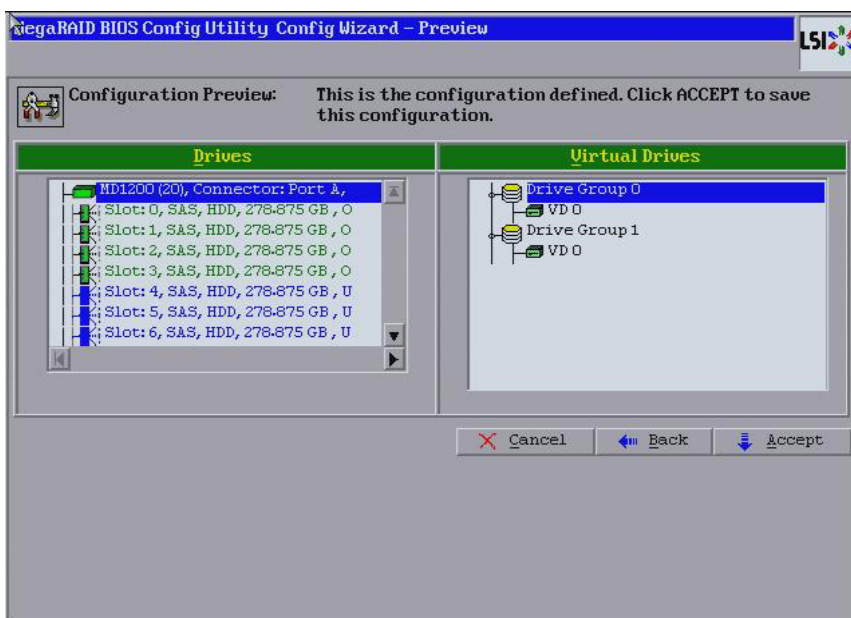 MegaRAID BIOS Config Utility Config Wizard – Preview
LSI
Configuration Preview: This is the configuration defined. Click ACCEPT to save
this configuration.
Drives
Virtual Drives
MD1200 (20), Connector: Port A,
Slot: 0, SAS, HDD, 278.875 GB , O
Slot: 1, SAS, HDD, 278.875 GB , O
Slot: 2, SAS, HDD, 278.875 GB , O
Slot: 3, SAS, HDD, 278.875 GB , O
Slot: 4, SAS, HDD, 278.875 GB , U
Slot: 5, SAS, HDD, 278.875 GB , U
Slot: 6, SAS, HDD, 278.875 GB , U
Drive Group 0
VD 0
Drive Group 1
VD 0
Cancel
Back
Accept